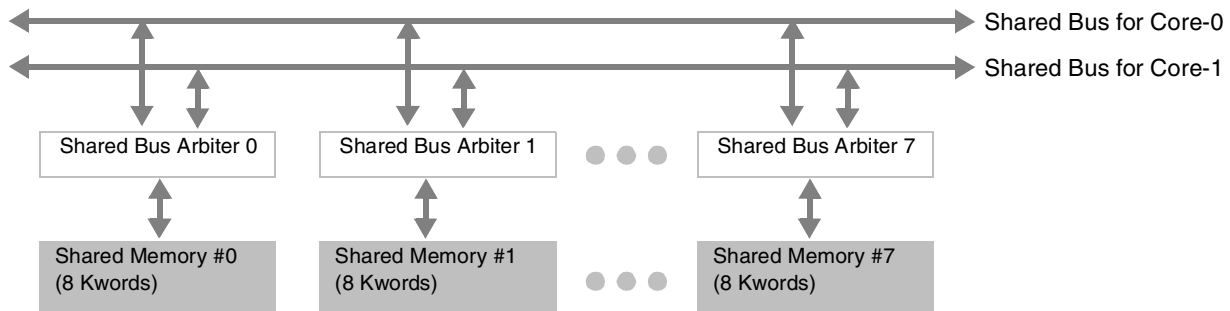 Shared Bus for Core-0
Shared Bus for Core-1
Shared Bus Arbiter 0
Shared Bus Arbiter 1
Shared Bus Arbiter 7
Shared Memory #0
(8 Kwords)
Shared Memory #1
(8 Kwords)
Shared Memory #7
(8 Kwords)